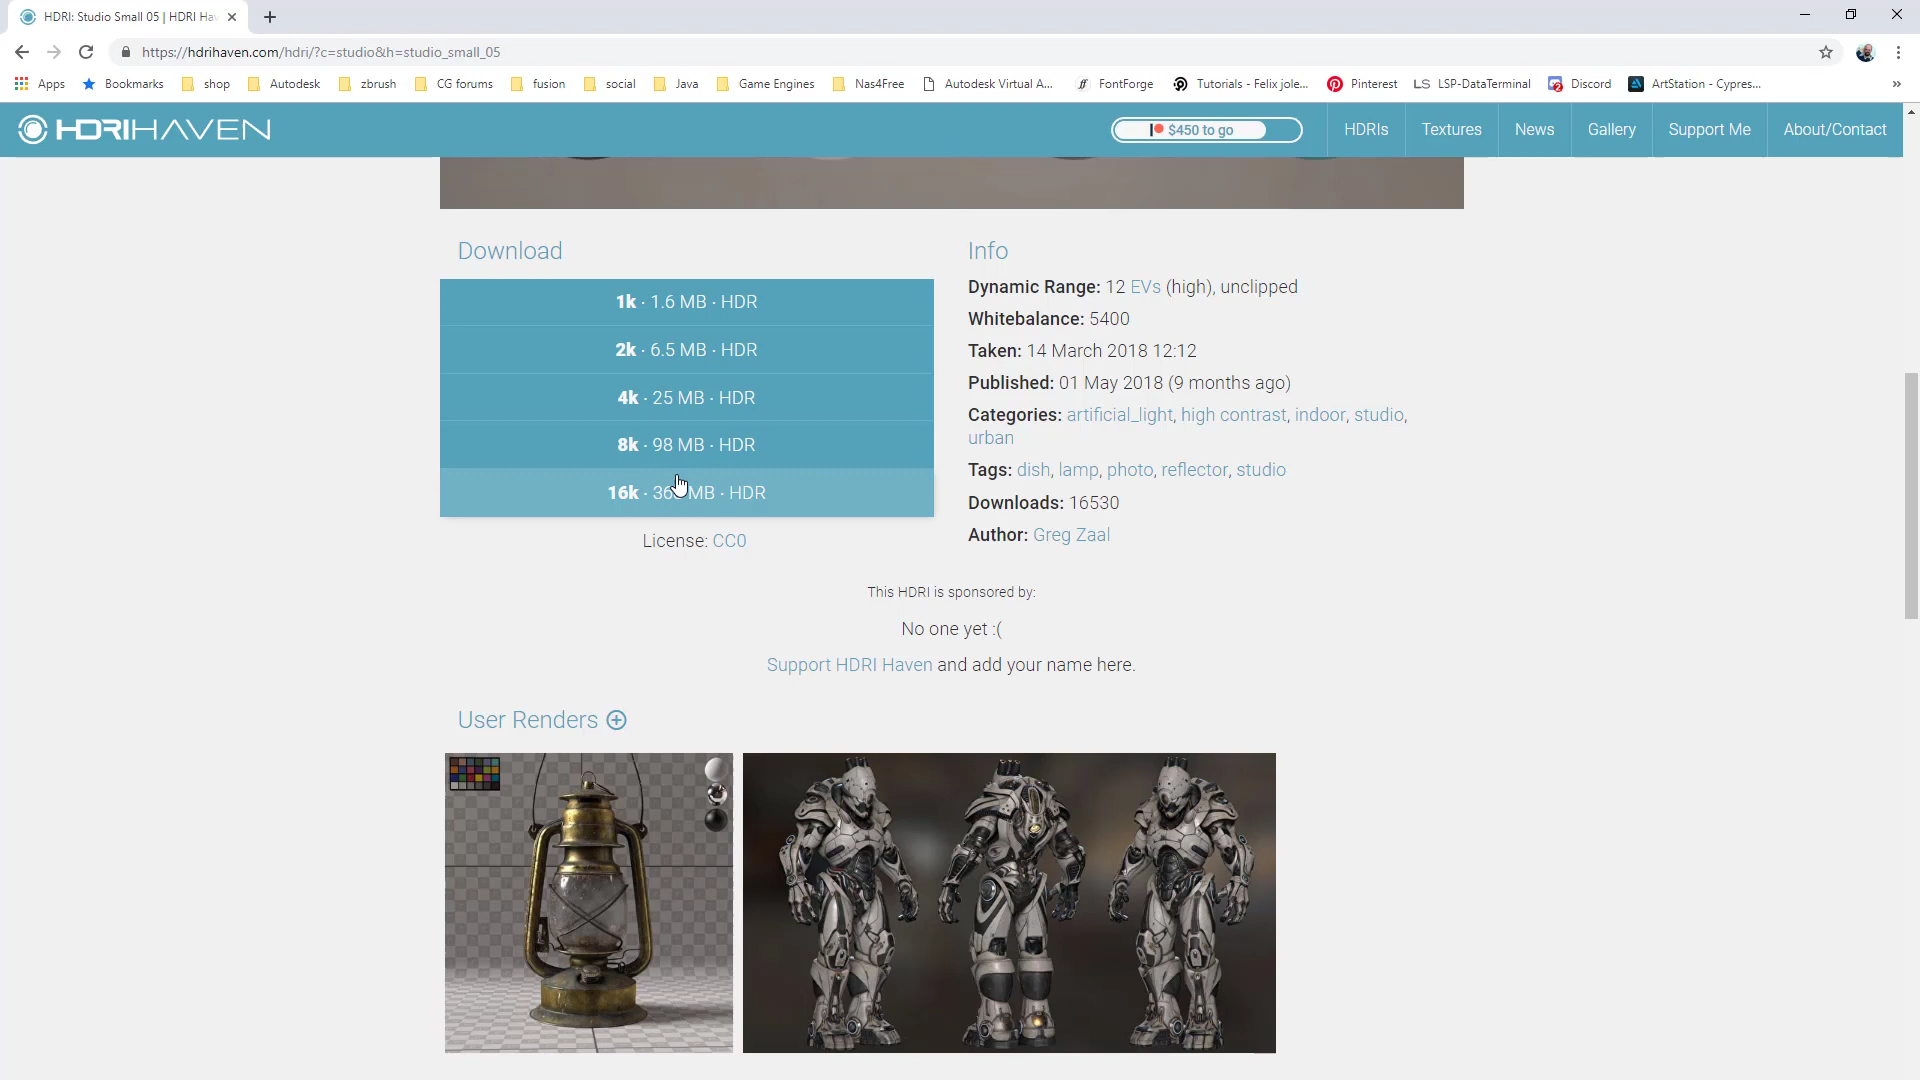 HDRI: Studio Small 05 | HDRI Hav
https://hdrihaven.com/hdri/?c=studio&h=studio_small_05
Apps Bookmarks shop Autodesk zbrush CG forums fusion social Java Game Engines Nas4Free Autodesk Virtual A... FontForge Tutorials - Felix jole... Pinterest LS LSP-DataTerminal Discord ArtStation - Cypres... »
HDRIHAVEN $450 to go HDRIs Textures News Gallery Support Me About/Contact
Download
1k · 1.6 MB · HDR
2k · 6.5 MB · HDR
4k · 25 MB · HDR
8k · 98 MB · HDR
16k · MB · HDR
License: CC0
Info
Dynamic Range: 12 EVs (high), unclipped
Whitebalance: 5400
Taken: 14 March 2018 12:12
Published: 01 May 2018 (9 months ago)
Categories: artificial_light, high contrast, indoor, studio,
urban
Tags: dish, lamp, photo, reflector, studio
Downloads: 16530
Author: Greg Zaal
This HDRI is sponsored by:
No one yet :(
Support HDRI Haven and add your name here.
User Renders